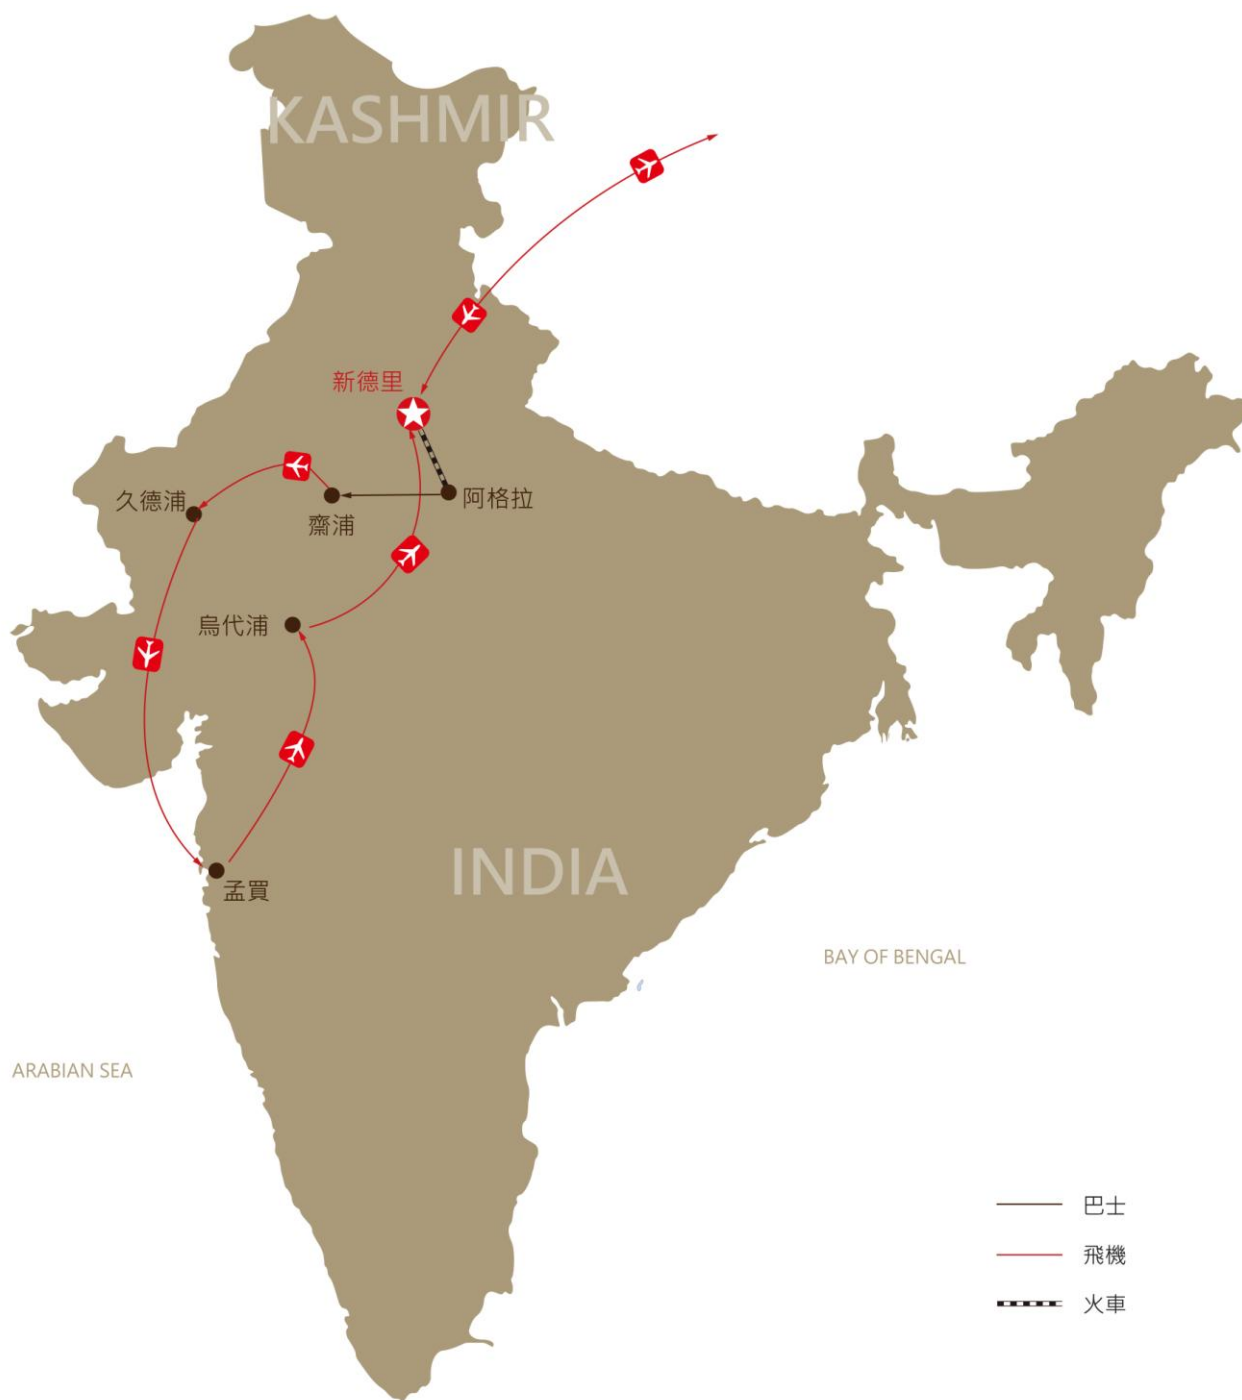 KASHMIR
新德里
久德浦
齋浦
阿格拉
烏代浦
孟買
INDIA
BAY OF BENGAL
ARABIAN SEA
巴士
飛機
火車